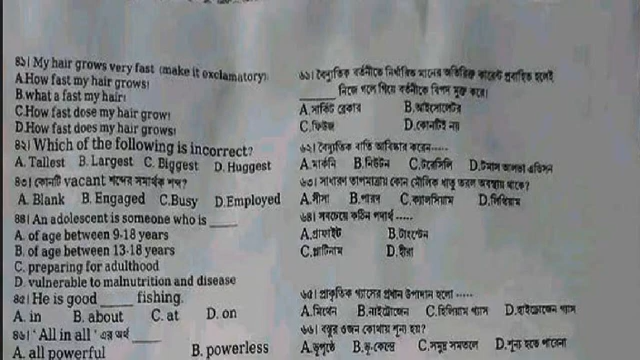 ৪১। My hair grows very fast (make it exclamatory).
A.How fast my hair grows!
B.what a fast my hair!
C.How fast dose my hair grow!
D.How fast does my hair grows!
৪২। Which of the following is incorrect?
A. Tallest B. Largest C. Biggest D. Huggest
৪৩। কোনটি vacant শব্দের সমার্থক শব্দ?
A. Blank B. Engaged C.Busy D.Employed
৪৪। An adolescent is someone who is ____
A. of age between 9-18 years
B. of age between 13-18 years
C. preparing for adulthood
D. vulnerable to malnutrition and disease
৪৫। He is good ____ fishing.
A. in B. about C. at D. on
৪৬। ' All in all ' এর অর্থ ____
A. all powerful B. powerless
৬১। বৈদ্যুতিক বর্তনীতে নির্ধারিত মানের অতিরিক্ত কারেন্ট প্রবাহিত হলেই
____ নিজে গলে গিয়ে বর্তনীকে বিপদ মুক্ত করে।
A.সার্কিট ব্রেকার B.আইসোলেটর
C.ফিউজ D.কোনটিই নয়
৬২। বৈদ্যুতিক বাতি আবিষ্কার করেন-----
A.মার্কনি B.নিউটন C.টরেসিলি D.টমাস আলভা এডিসন
৬৩। সাধারণ তাপমাত্রায় কোন মৌলিক ধাতু তরল অবস্থায় থাকে?
A.সীসা B.পারদ C.ক্যালসিয়াম D.লিথিয়াম
৬৪। সবচেয়ে কঠিন পদার্থ .....
A.গ্রাফাইট B.টাংস্টেন
C.প্লাটিনাম D.হীরা
৬৫। প্রাকৃতিক গ্যাসের প্রধান উপাদান হলো -----
A.মিথেন B.নাইট্রোজেন C.হিলিয়াম গ্যাস D.হাইড্রোজেন গ্যাস
৬৬। বস্তুর ওজন কোথায় শূন্য হয়?
A.ভূপৃষ্ঠে B.ভূ-কেন্দ্রে C.সমুদ্র সমতলে D.শূন্য হতে পারেনা